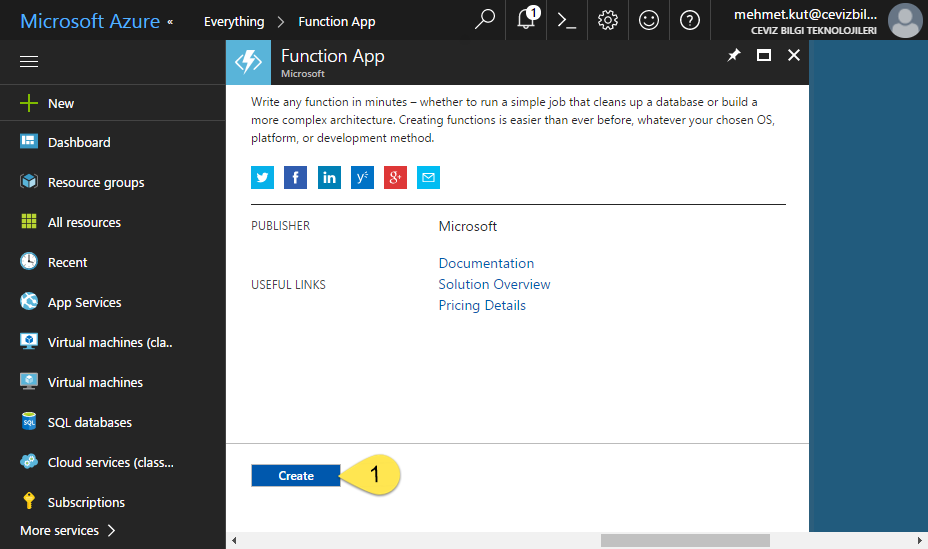 Microsoft Azure «
Everything > Function App
1
mehmet.kut@cevizbil...
CEVIZ BILGI TEKNOLOJILERI
New
Dashboard
Resource groups
All resources
Recent
App Services
Virtual machines (cla..
Virtual machines
SQL
SQL databases
Cloud services (class...
Subscriptions
More services >
Function App
Microsoft
Write any function in minutes – whether to run a simple job that cleans up a database or build a
more complex architecture. Creating functions is easier than ever before, whatever your chosen OS,
platform, or development method.
PUBLISHER
Microsoft
USEFUL LINKS
Documentation
Solution Overview
Pricing Details
Create
1